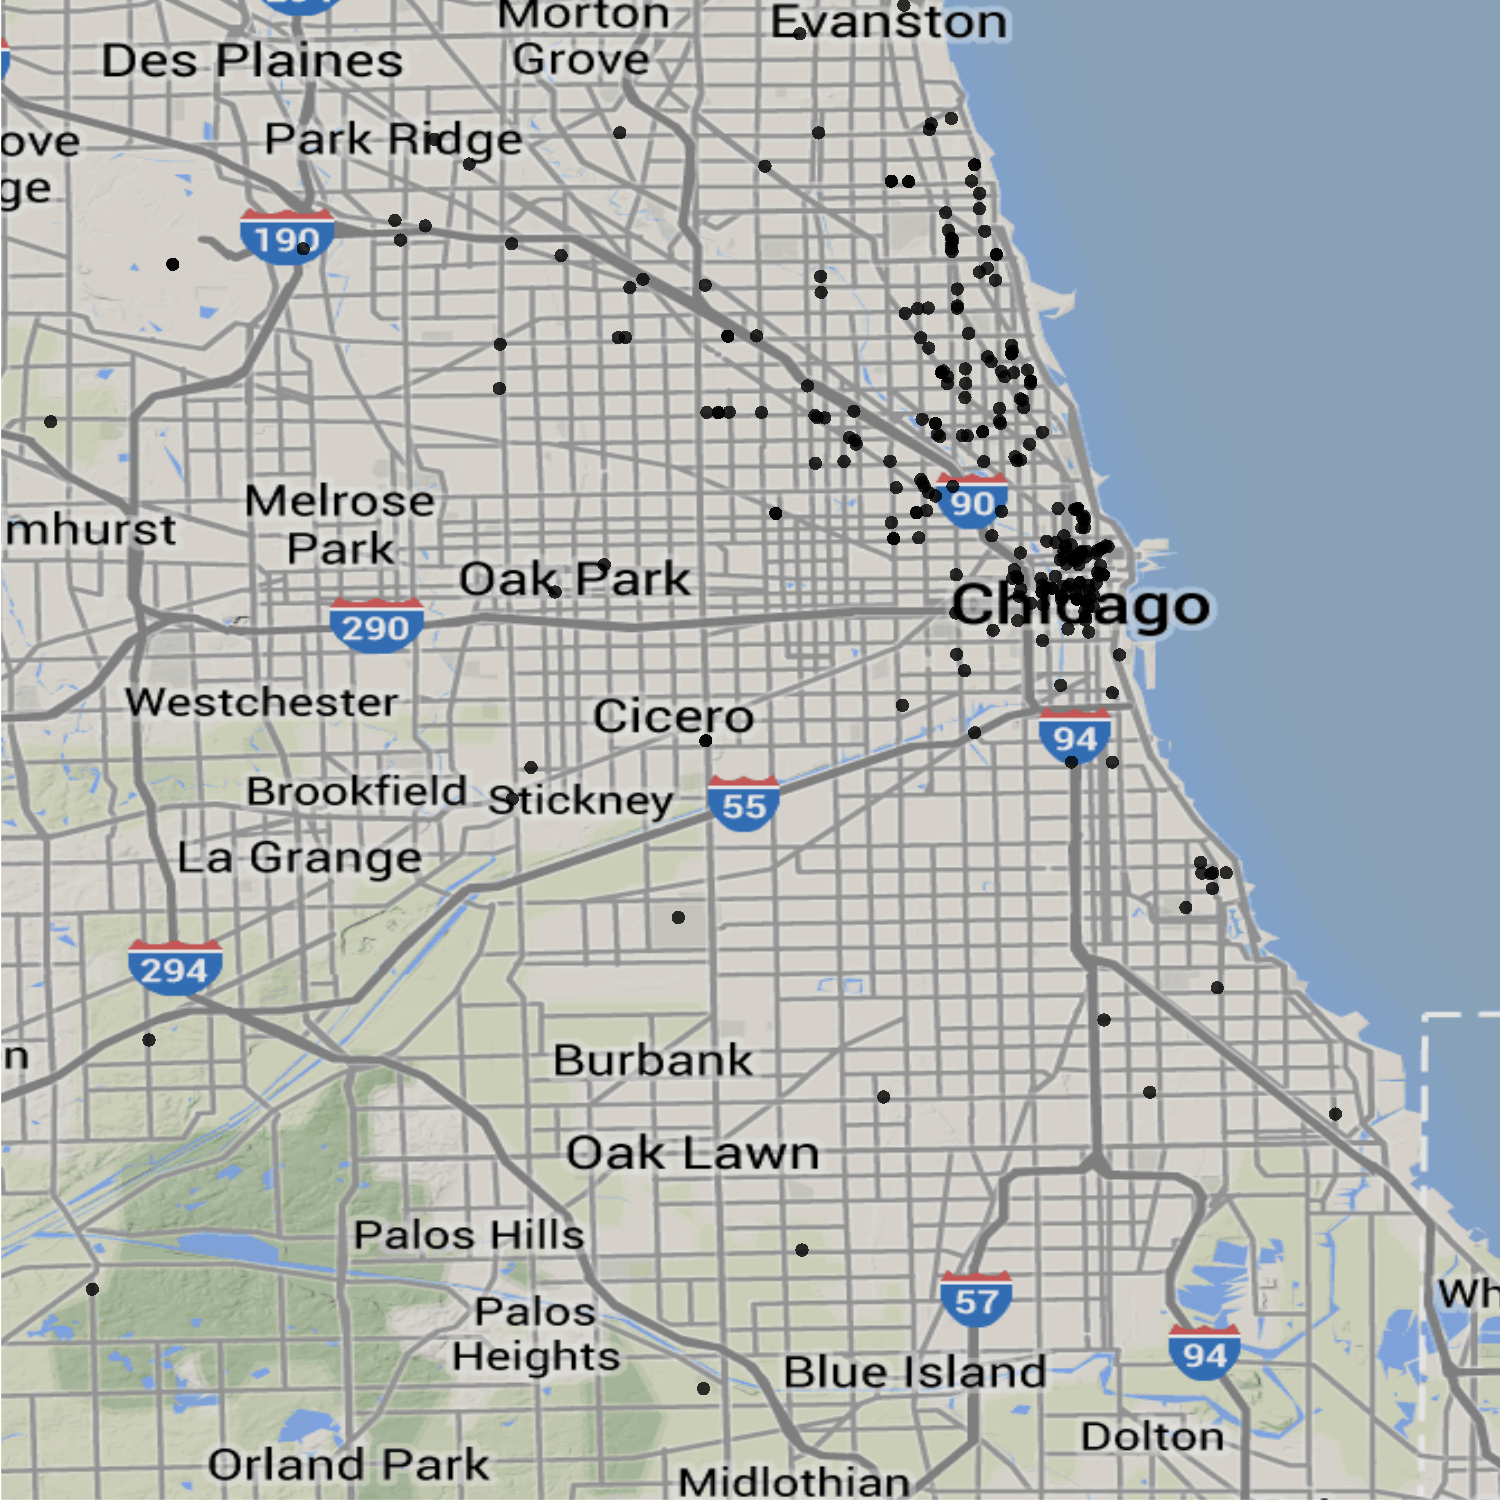 Morton
Grove
Evanston
Des Plaines
Park Ridge
ove
ge
190
Melrose
Park
90
mhurst
Oak Park
Chicago
290
Westchester
Cicero
94
Brookfield
Stickney
55
La Grange
294
n
Burbank
Oak Lawn
Palos Hills
57
Wh
Palos
Heights
94
Blue Island
Dolton
Orland Park
Midlothian